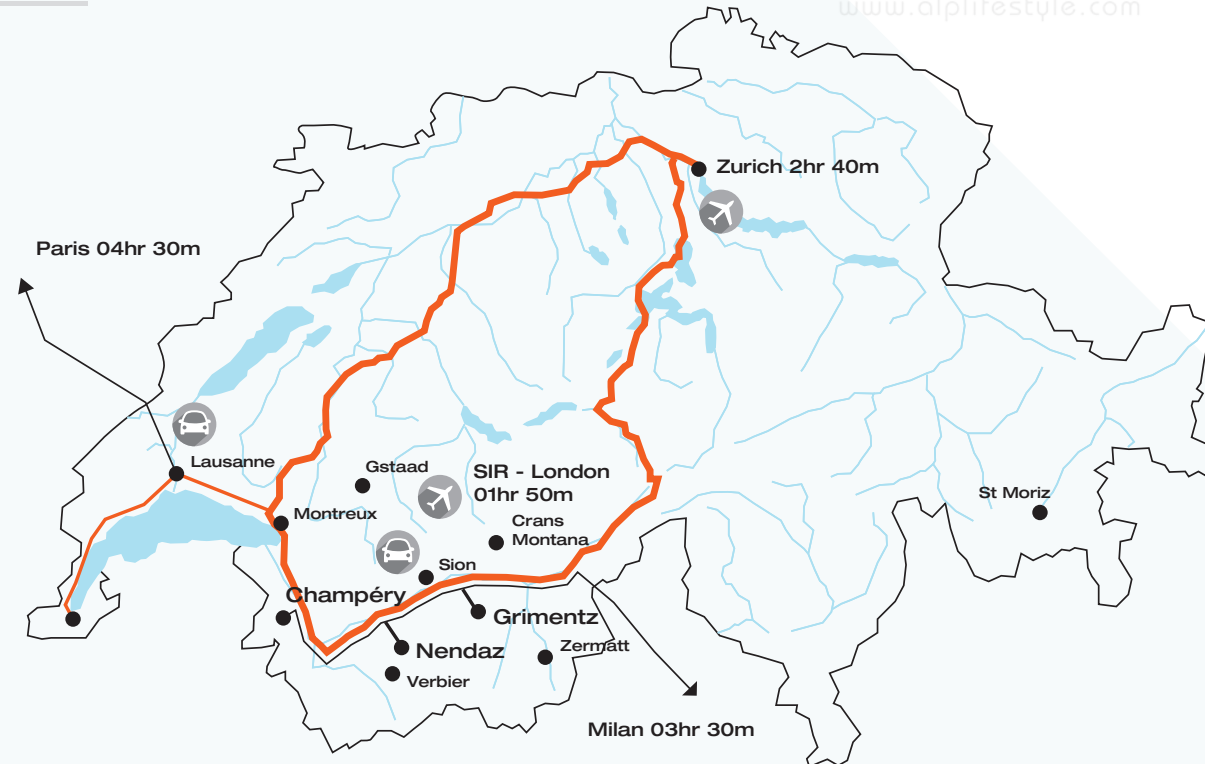 www.alplifestyle.com
Zurich 2hr 40m
Paris 04hr 30m
Lausanne
Gstaad
SIR - London
01hr 50m
Montreux
Crans
Montana
St Moriz
Sion
Champéry
Grimentz
Nendaz
Zermatt
Verbier
Milan 03hr 30m